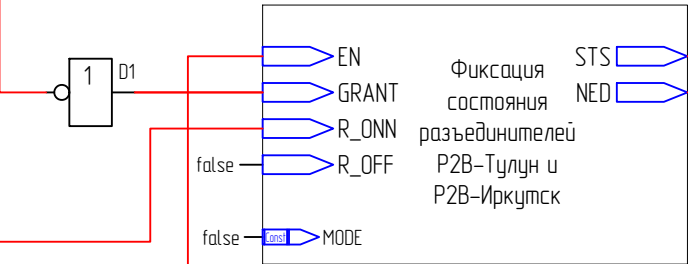 1
D1
EN
GRANT
R_ONN
false
R_OFF
false
Const
MODE
Фиксация
состояния
разъединителей
Р2В-Тулун и
Р2В-Иркутск
STS
NED